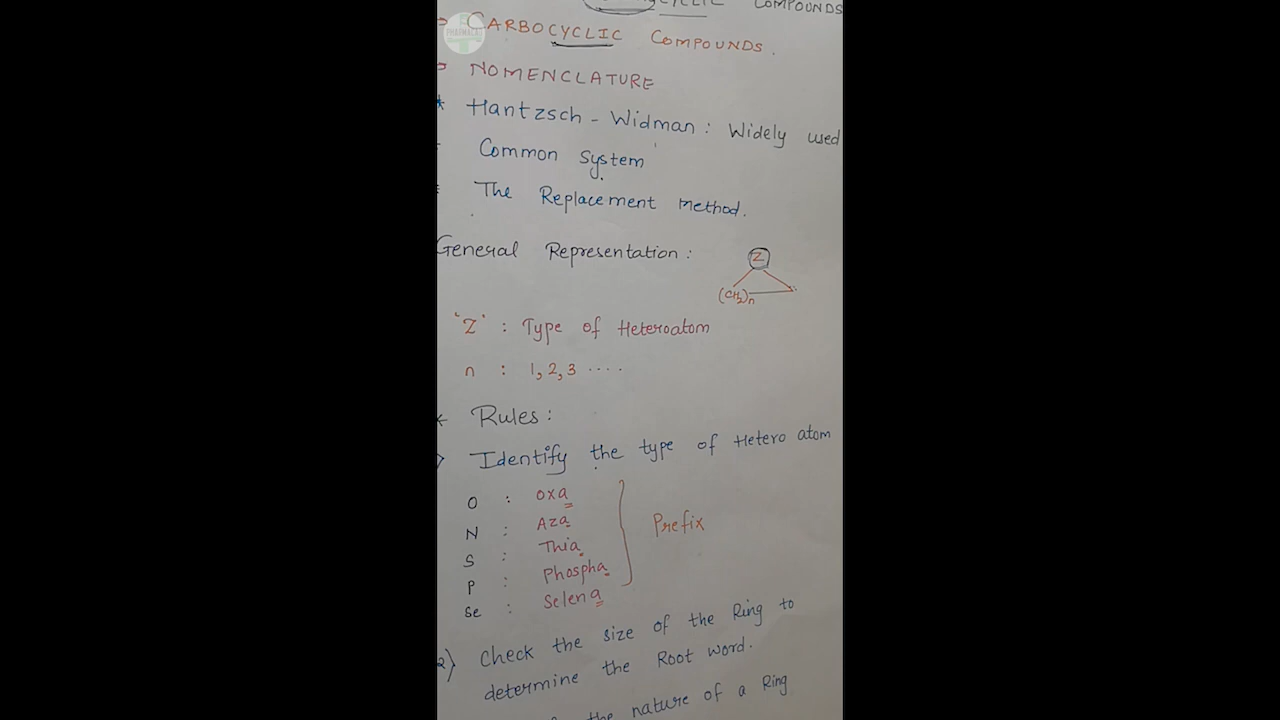 CYCLIC COMPOUNDS
CARBOCYCLIC COMPOUNDS.
NOMENCLATURE
* Hantzsch - Widman : Widely used
Common System
The Replacement method.
General Representation :
Z
(CH2)n
'Z' : Type of Heteroatom
n : 1, 2, 3 ....
Rules :
Identify the type of Hetero atom
O : Oxa
N : Aza
S : Thia
P : Phospha
Se : Selena
Prefix
2) Check the size of the Ring to
determine the Root word.
the nature of a Ring